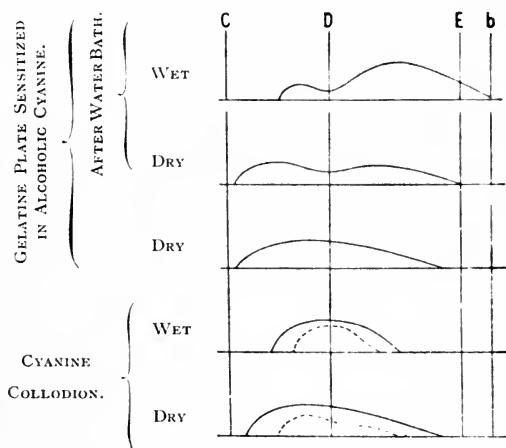 C D E b
GELATINE PLATE SENSITIZED
IN ALCOHOLIC CYANINE.
AFTER WATER BATH.
WET
DRY
DRY
CYANINE
COLLODION.
WET
DRY